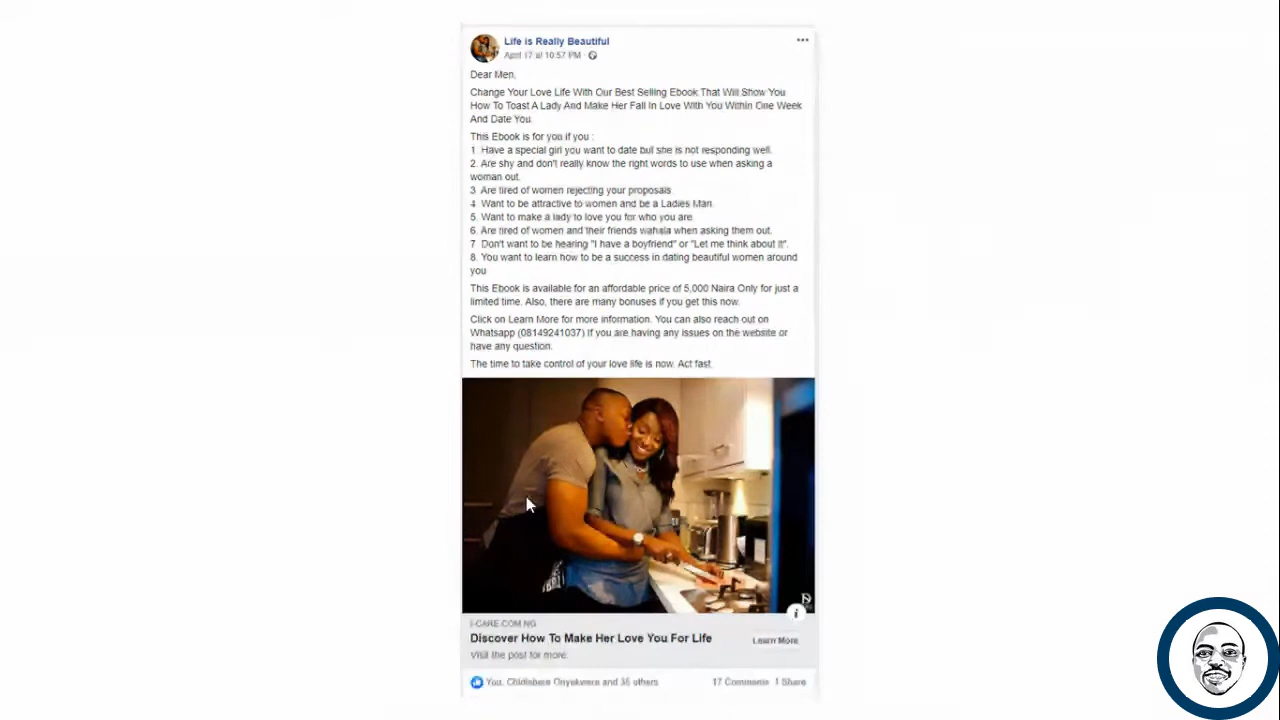 Life is Really Beautiful
April 17 at 10:57 PM ·
Dear Men,
Change Your Love Life With Our Best Selling Ebook That Will Show You
How To Toast A Lady And Make Her Fall In Love With You Within One Week
And Date You
This Ebook is for you if you :
1 Have a special girl you want to date but she is not responding well.
2. Are shy and don't really know the right words to use when asking a
woman out.
3 Are tired of women rejecting your proposals
4 Want to be attractive to women and be a Ladies Man.
5. Want to make a lady to love you for who you are
6. Are tired of women and their friends wahala when asking them out.
7 Don't want to be hearing "I have a boyfriend" or "Let me think about it".
8. You want to learn how to be a success in dating beautiful women around
you
This Ebook is available for an affordable price of 5,000 Naira Only for just a
limited time. Also, there are many bonuses if you get this now.
Click on Learn More for more information. You can also reach out on
Whatsapp (08149241037) If you are having any issues on the website or
have any question.
The time to take control of your love life is now. Act fast.
I-CARE.COM.NG
Discover How To Make Her Love You For Life
Learn More
Visit the post for more.
You, Chidiebere Onyekwere and 36 others
17 Comments 1 Share